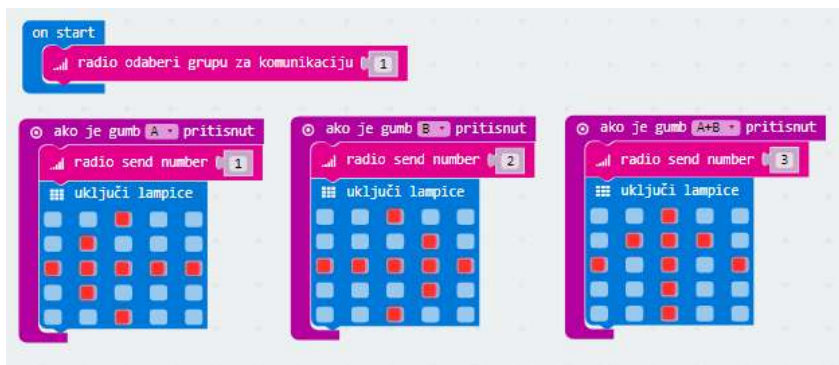 on start
radio odaberi grupu za komunikaciju 1
ako je gumb A pritisnut
radio send number 1
uključi lampice
ako je gumb B pritisnut
radio send number 2
uključi lampice
ako je gumb A+B pritisnut
radio send number 3
uključi lampice